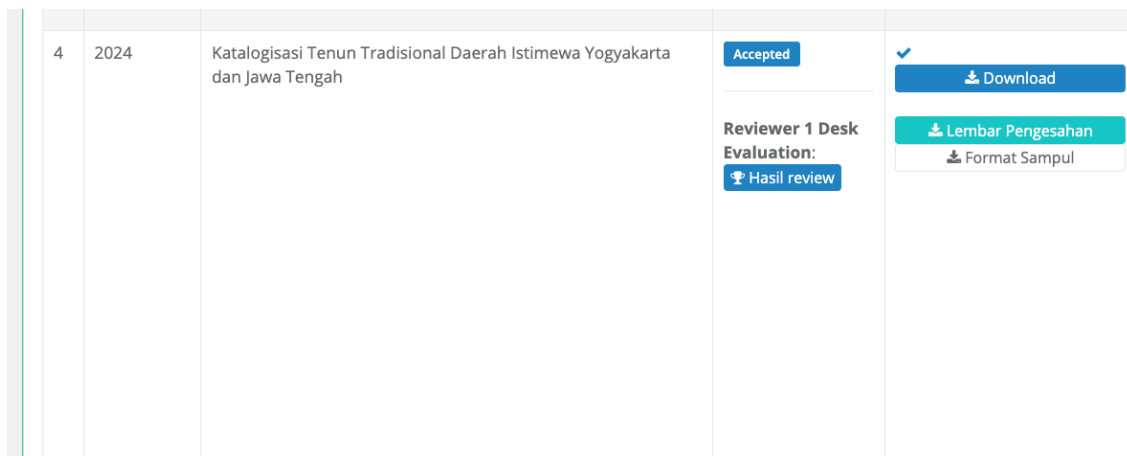 4
2024
Katalogisasi Tenun Tradisional Daerah Istimewa Yogyakarta
dan Jawa Tengah
Accepted
Reviewer 1 Desk
Evaluation:
Hasil review
Download
Lembar Pengesahan
Format Sampul